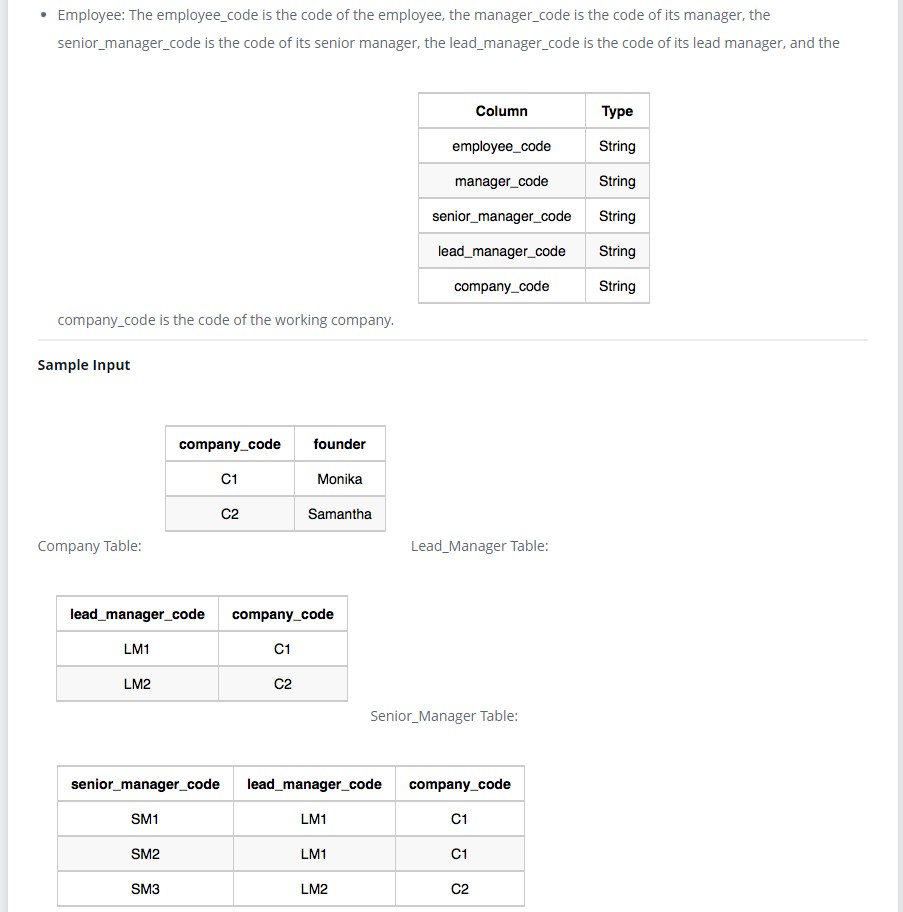 • Employee: The employee_code is the code of the employee, the manager_code is the code of its manager, the
senior_manager_code is the code of its senior manager, the lead_manager_code is the code of its lead manager, and the
Column Type
employee_code String
manager_code String
senior_manager_code String
lead_manager_code String
company_code String
company_code is the code of the working company.
Sample Input
company_code founder
C1 Monika
C2 Samantha
Company Table: Lead_Manager Table:
lead_manager_code company_code
LM1 C1
LM2 C2
Senior_Manager Table:
senior_manager_code lead_manager_code company_code
SM1 LM1 C1
SM2 LM1 C1
SM3 LM2 C2